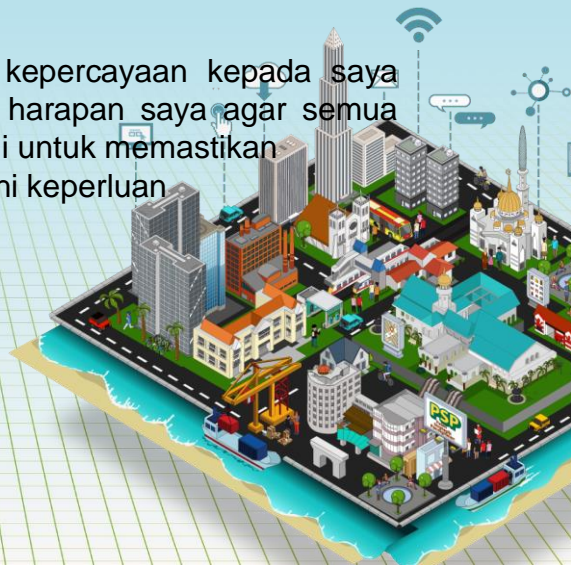 kepercayaan kepada saya
harapan saya agar semua
i untuk memastikan
ni keperluan
PSP